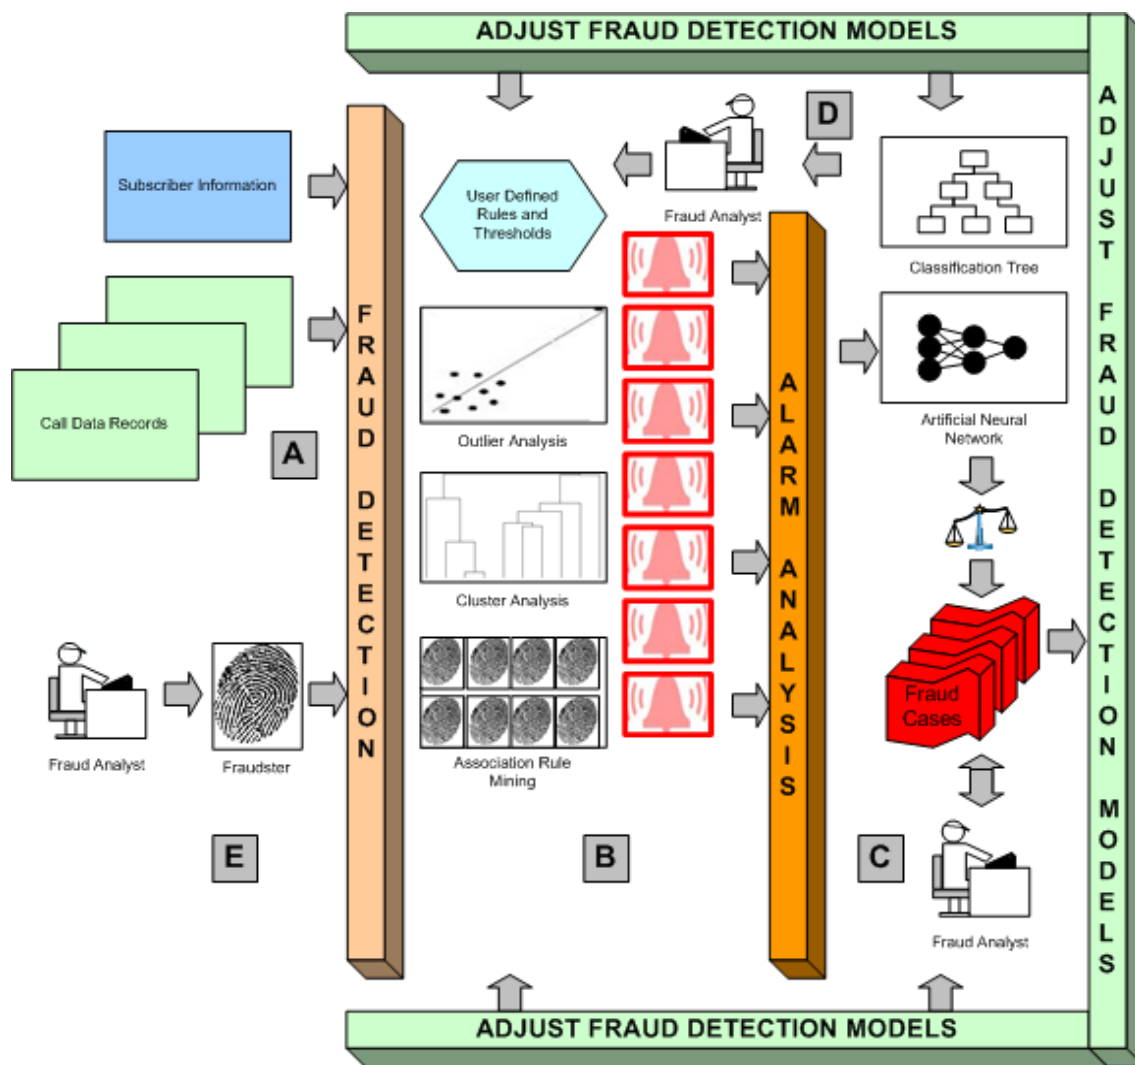 ADJUST FRAUD DETECTION MODELS
ADJUST FRAUD DETECTION MODELS
D
Subscriber Information
User Defined
Rules and
Thresholds
Fraud Analyst
Classification Tree
FRAUD DETECTION
Call Data Records
A
Outlier Analysis
ALARM ANALYSIS
Artificial Neural
Network
Cluster Analysis
Fraud
Cases
Fraud Analyst
Fraudster
Association Rule
Mining
E
B
C
Fraud Analyst
ADJUST FRAUD DETECTION MODELS